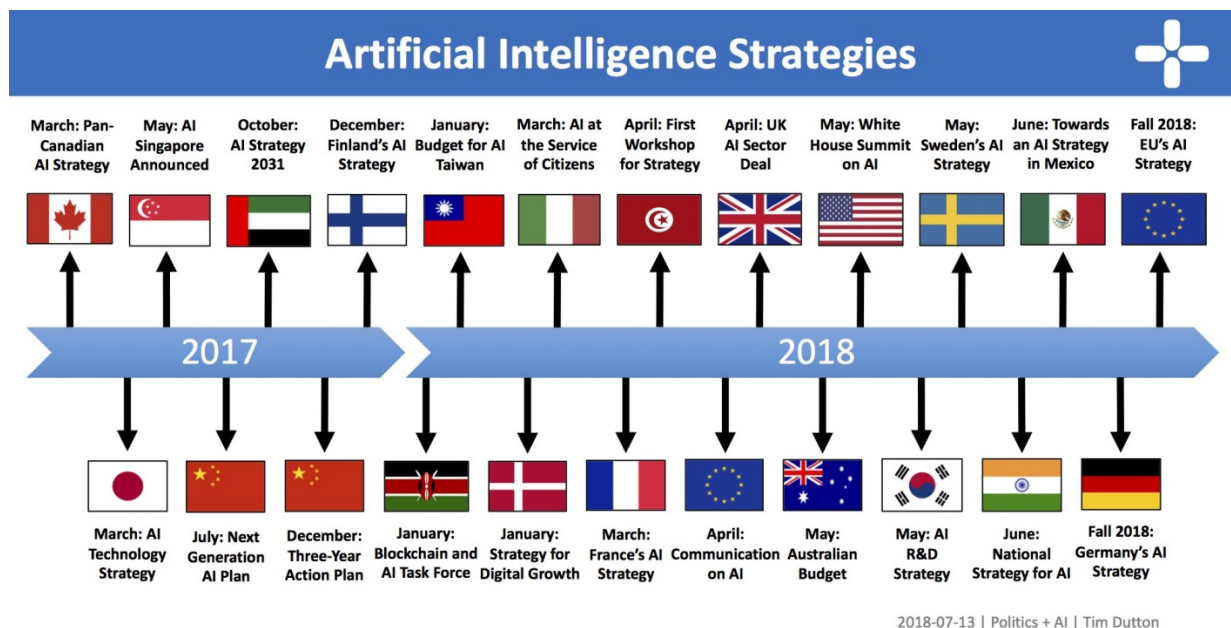 Artificial Intelligence Strategies
March: Pan-
Canadian
AI Strategy
May: AI
Singapore
Announced
October:
AI Strategy
2031
December:
Finland's AI
Strategy
January:
Budget for AI
Taiwan
March: AI at
the Service of
Citizens
April: First
Workshop
for Strategy
April: UK
AI Sector
Deal
May: White
House Summit
on AI
May:
Sweden's AI
Strategy
June: Towards
an AI Strategy
in Mexico
Fall 2018:
EU's AI
Strategy
2017
2018
March: AI
Technology
Strategy
July: Next
Generation
AI Plan
December:
Three-Year
Action Plan
January:
Blockchain and
AI Task Force
January:
Strategy for
Digital Growth
March:
France's AI
Strategy
April:
Communication
on AI
May:
Australian
Budget
May: AI
R&D
Strategy
June:
National
Strategy for AI
Fall 2018:
Germany's AI
Strategy
2018-07-13 | Politics + AI | Tim Dutton